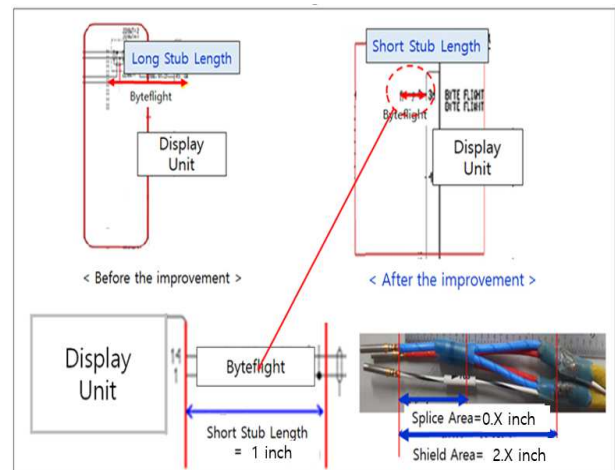 Long Stub Length
Byteflight
Display
Unit
< Before the improvement >
Short Stub Length
Byteflight
BYTE FLIGHT
BYTE FLIGHT
Display
Unit
< After the improvement >
Display
Unit
14
1
Byteflight
Short Stub Length
= 1 inch
Splice Area=0.X inch
Shield Area= 2.X inch